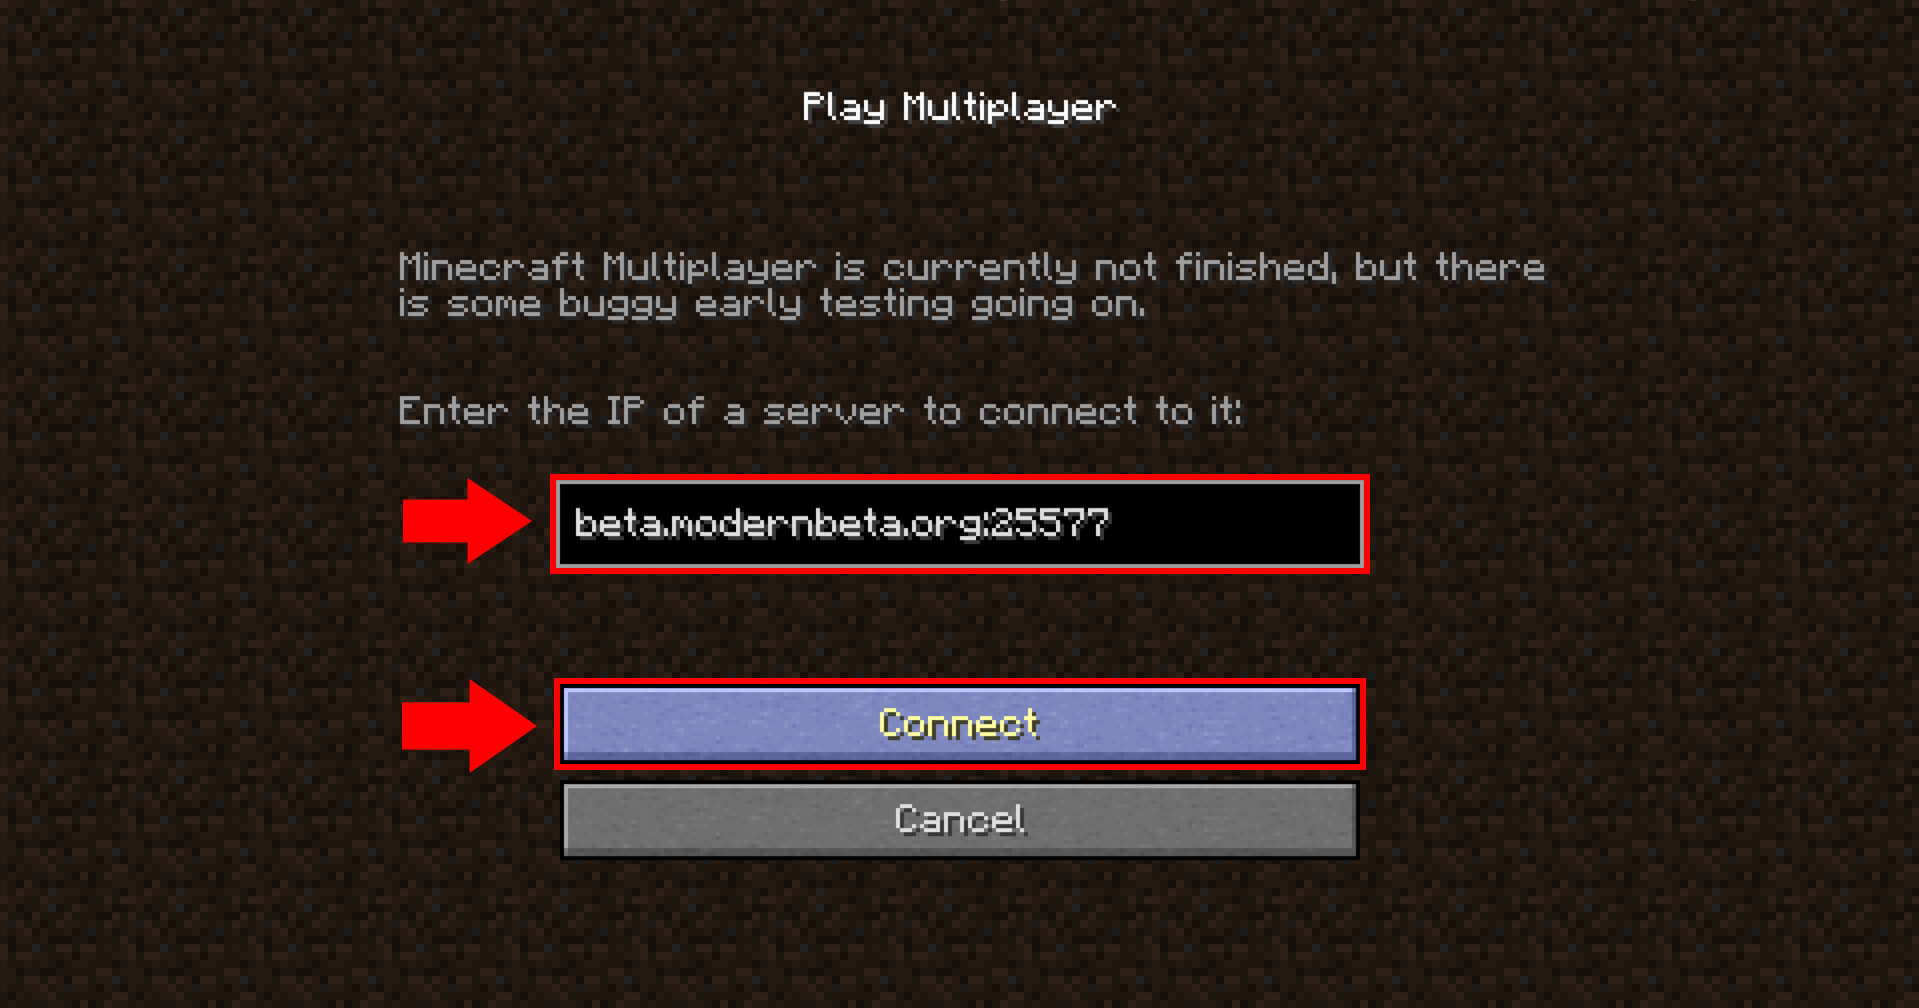 Play Multiplayer
Minecraft Multiplayer is currently not finished, but there
is some buggy early testing going on.
Enter the IP of a server to connect to it:
beta.modernbeta.org:25577
Connect
Cancel